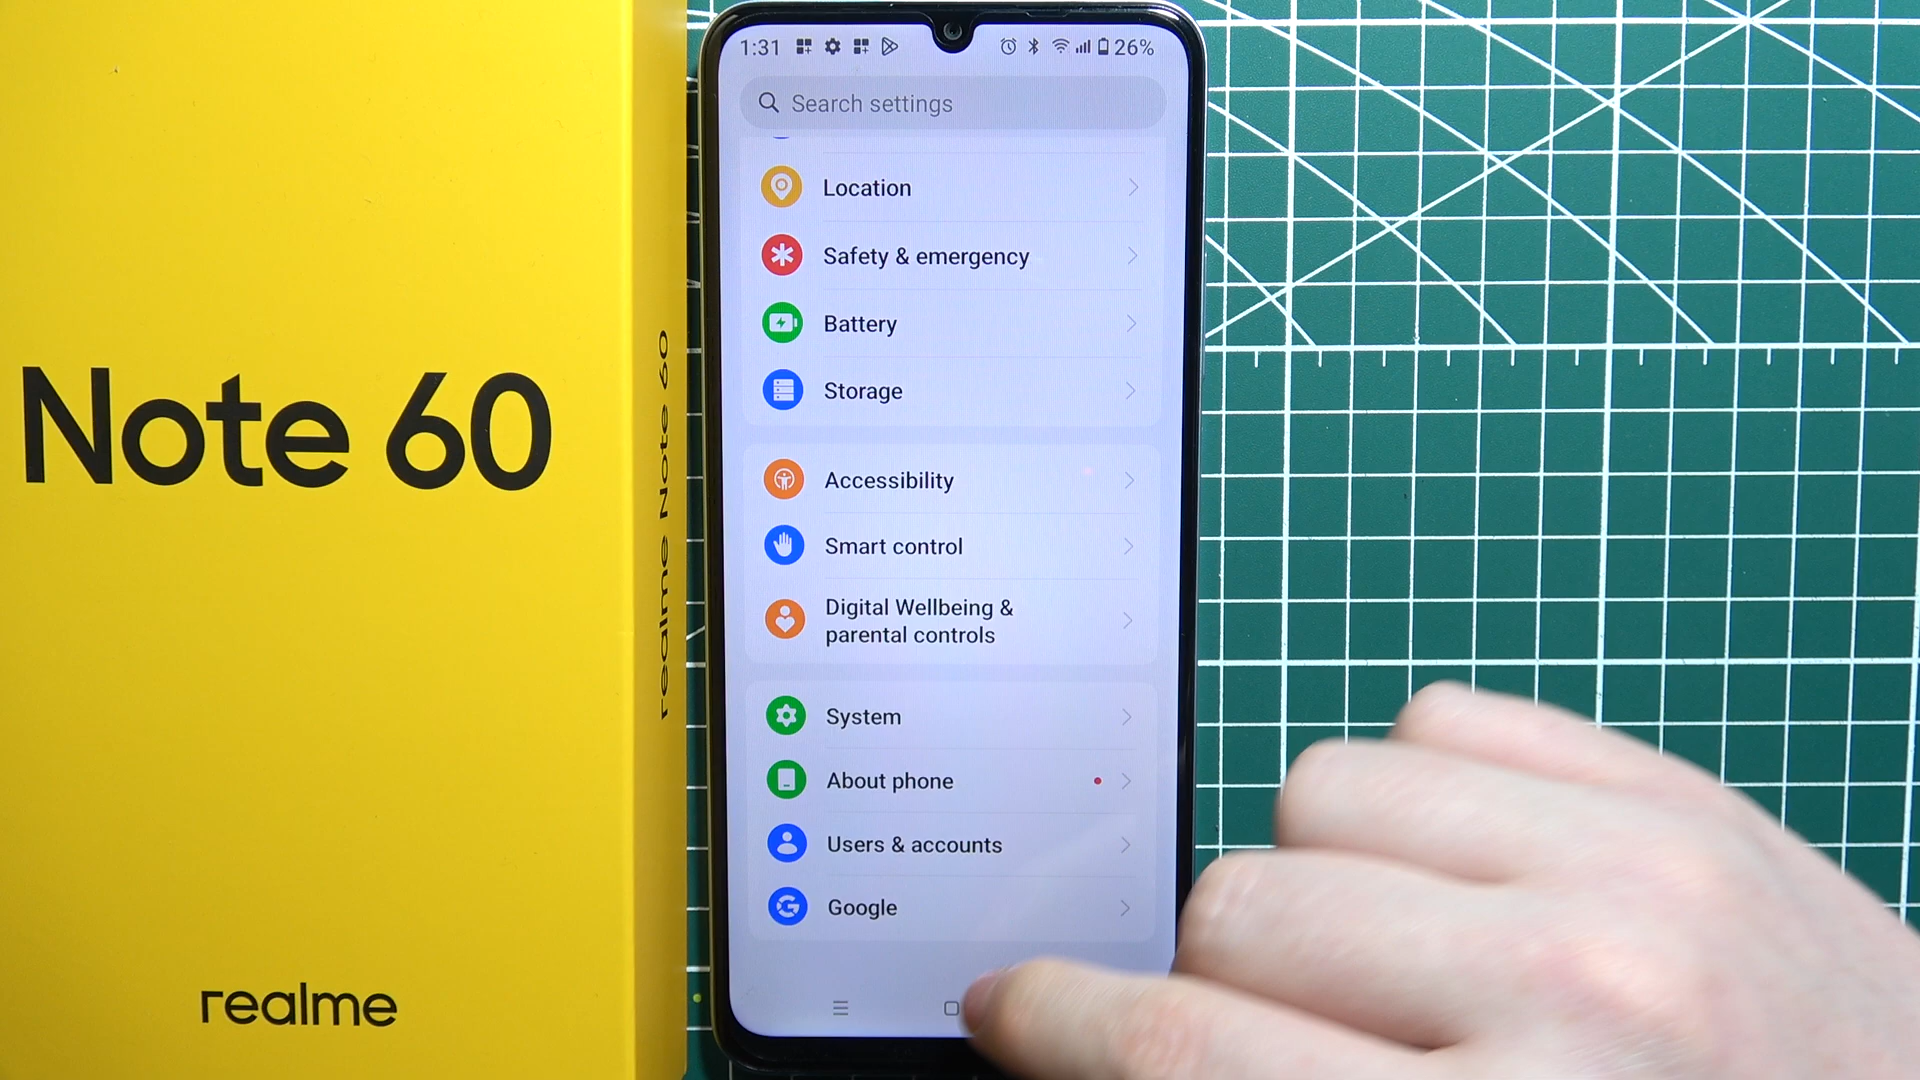 Note 60
realme
realme Note 60
1:31
26%
Search settings
Location
Safety & emergency
Battery
Storage
Accessibility
Smart control
Digital Wellbeing &
parental controls
System
About phone
Users & accounts
Google